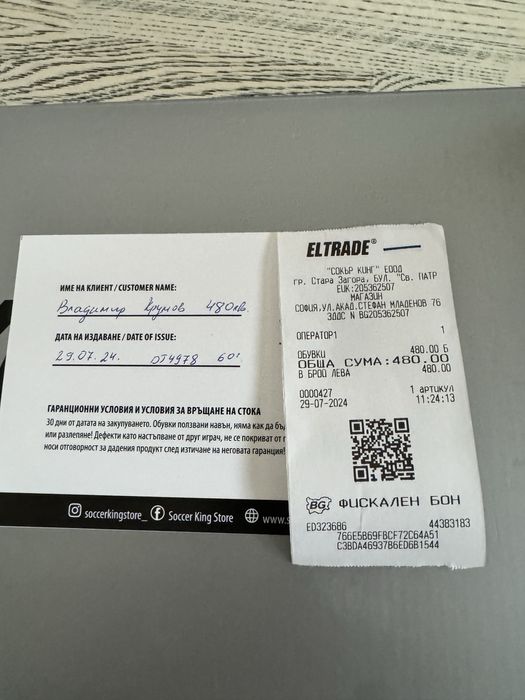 ИМЕ НА КЛИЕНТ / CUSTOMER NAME:
Владимир Крумов 480лв.
ДАТА НА ИЗДАВАНЕ / DATE OF ISSUE:
29.07.24.
ГАРАНЦИОННИ УСЛОВИЯ И УСЛОВИЯ ЗА ВРЪЩАНЕ НА СТОКА
30 дни от датата на закупуването. Обувки ползвани навън, няма как да
или разлепяне! Дефекти като настъпване от друг играч, не се покриват от
носи отговорност за дадения продукт след изтичане на неговата гаранция!
soccerkingstore_ Soccer King Store www.s
ELTRADE®
"СОКЪР КИНГ" ЕООД
гр. Стара Загора, БУЛ. "Св. ПАТР
ЕИК:205362507
МАГАЗИН
СОФИЯ,УЛ.АКАД.СТЕФАН МЛАДЕНОВ 76
ЗДДС N BG205362507
ОПЕРАТОР1 1
ОБУВКИ 480.00 Б
ОБЩА СУМА:480.00
В БРОЙ ЛЕВА 480.00
1 артикул
0000427
29-07-2024 11:24:13
BG ФИСКАЛЕН БОН
ED323686 44383183
766E5B69FBCF72C64A51
C3BDA46937B6ED6B1544